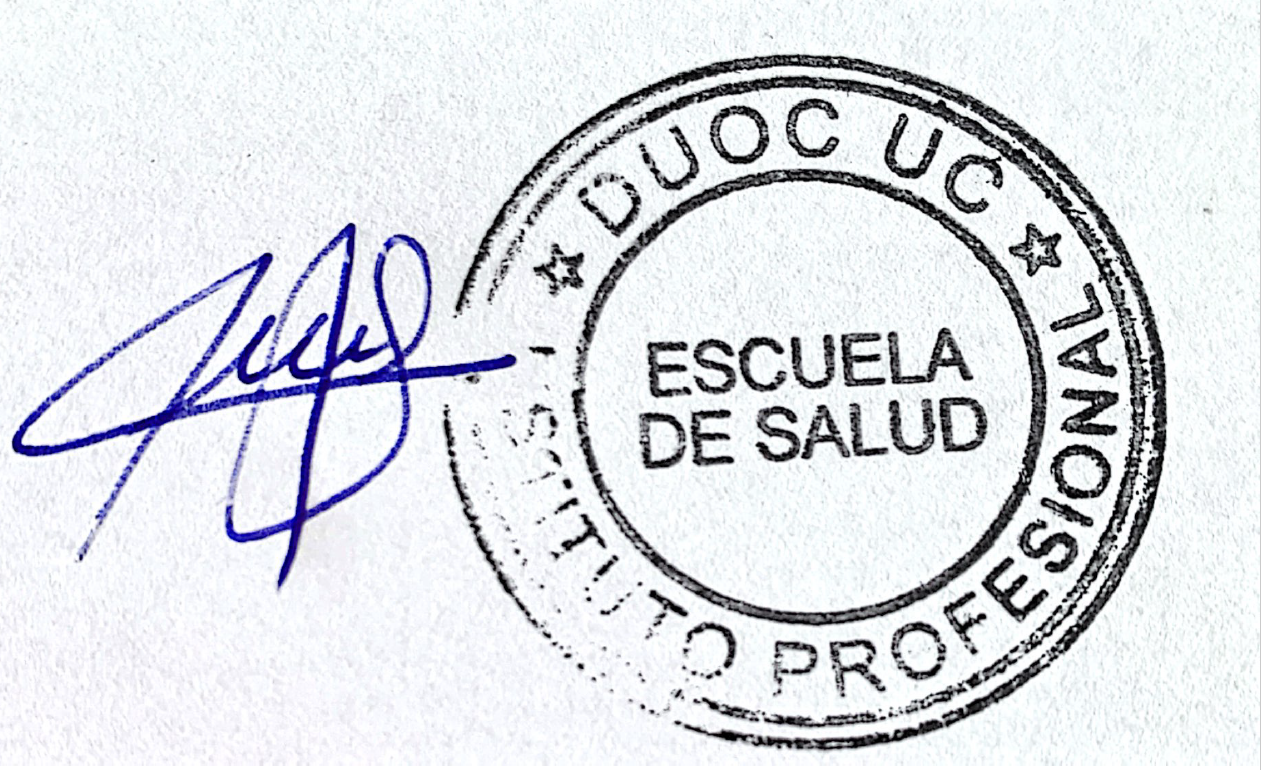 DUOC UC
ESCUELA
DE SALUD
INSTITUTO PROFESIONAL